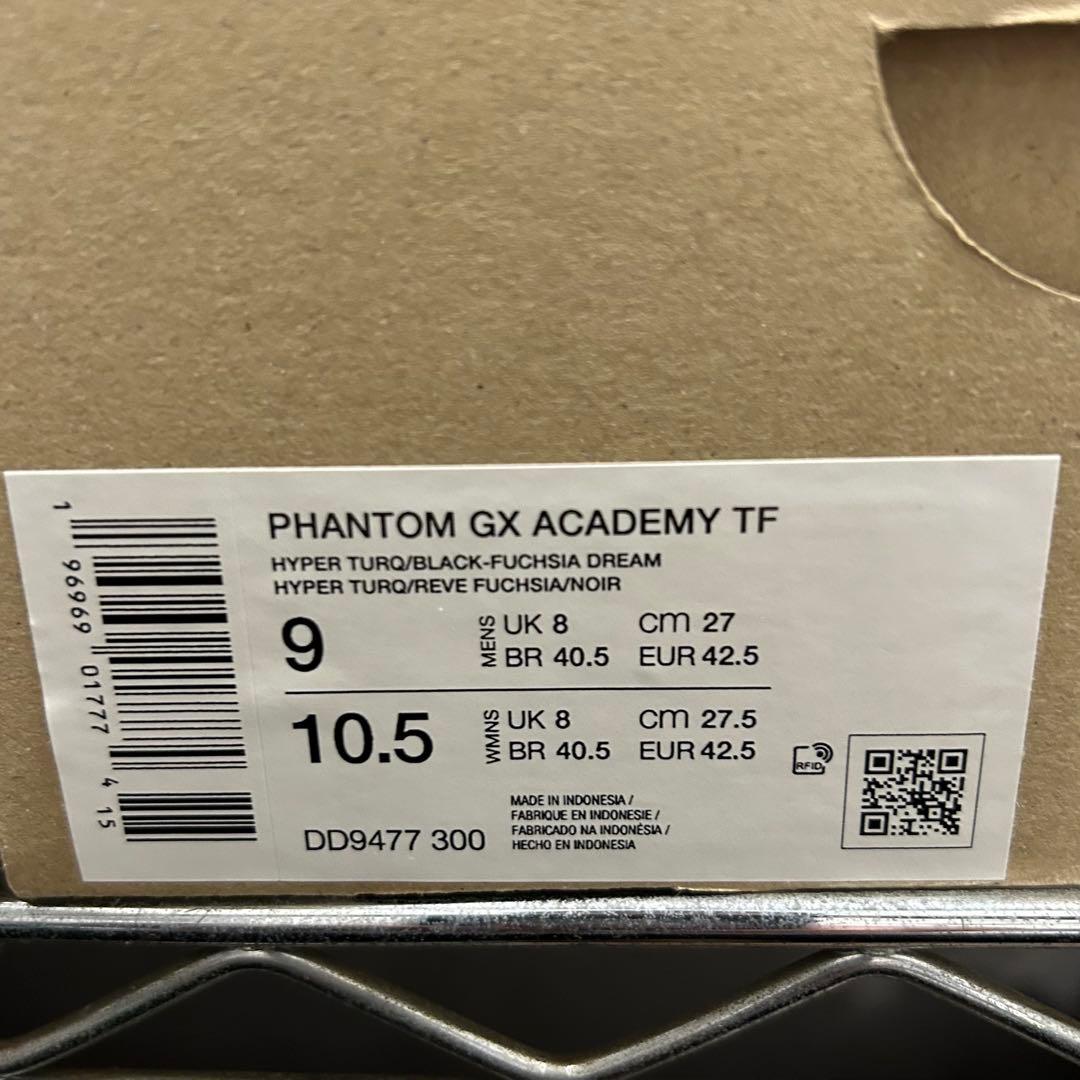 PHANTOM GX ACADEMY TF
HYPER TURQ/BLACK-FUCHSIA DREAM
HYPER TURQ/REVE FUCHSIA/NOIR
9
MENS
UK 8 CM 27
BR 40.5 EUR 42.5
10.5
WMNS
UK 8 CM 27.5
BR 40.5 EUR 42.5
RFID
DD9477 300
MADE IN INDONESIA /
FABRIQUE EN INDONESIE /
FABRICADO NA INDONÉSIA /
HECHO EN INDONESIA
1 96969 01777 4 15